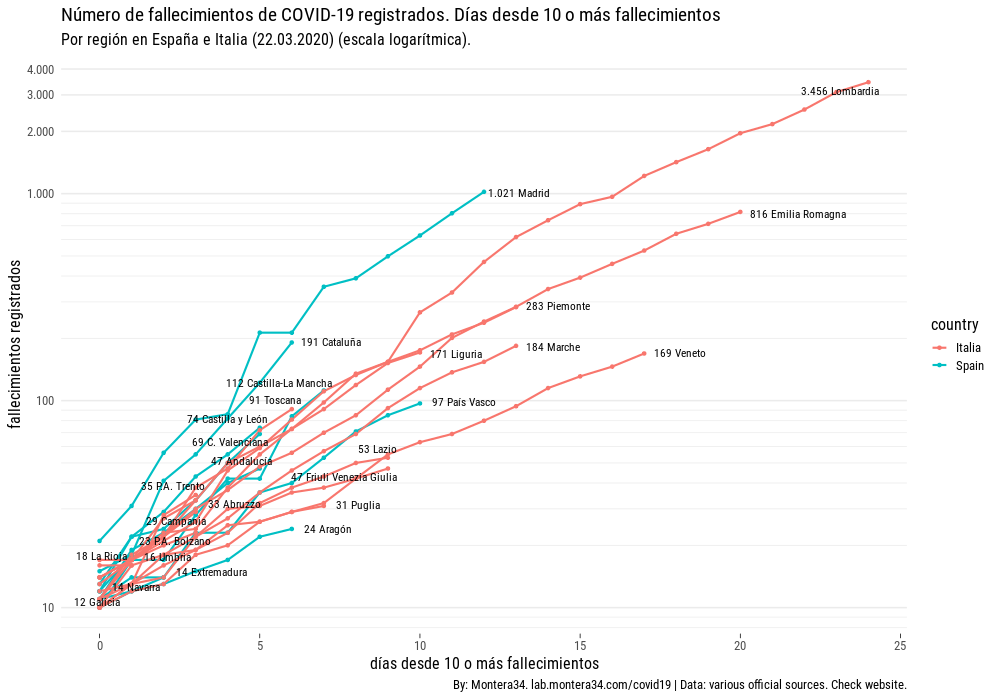 Número de fallecimientos de COVID-19 registrados. Días desde 10 o más fallecimientos
Por región en España e Italia (22.03.2020) (escala logarítmica).
4.000
3.000
2.000
1.000
100
10
fallecimientos registrados
3.456 Lombardia
1.021 Madrid
816 Emilia Romagna
283 Piemonte
191 Cataluña
184 Marche
171 Liguria
169 Veneto
112 Castilla-La Mancha
91 Toscana
97 País Vasco
74 Castilla y León
69 C. Valenciana
53 Lazio
47 Andalucía
47 Friuli Venezia Giulia
35 P.A. Trento
33 Abruzzo
31 Puglia
29 Campania
24 Aragón
23 P.A. Bolzano
18 La Rioja
16 Umbria
14 Extremadura
14 Navarra
12 Galicia
0
5
10
15
20
25
días desde 10 o más fallecimientos
country
Italia
Spain
By: Montera34. lab.montera34.com/covid19 | Data: various official sources. Check website.